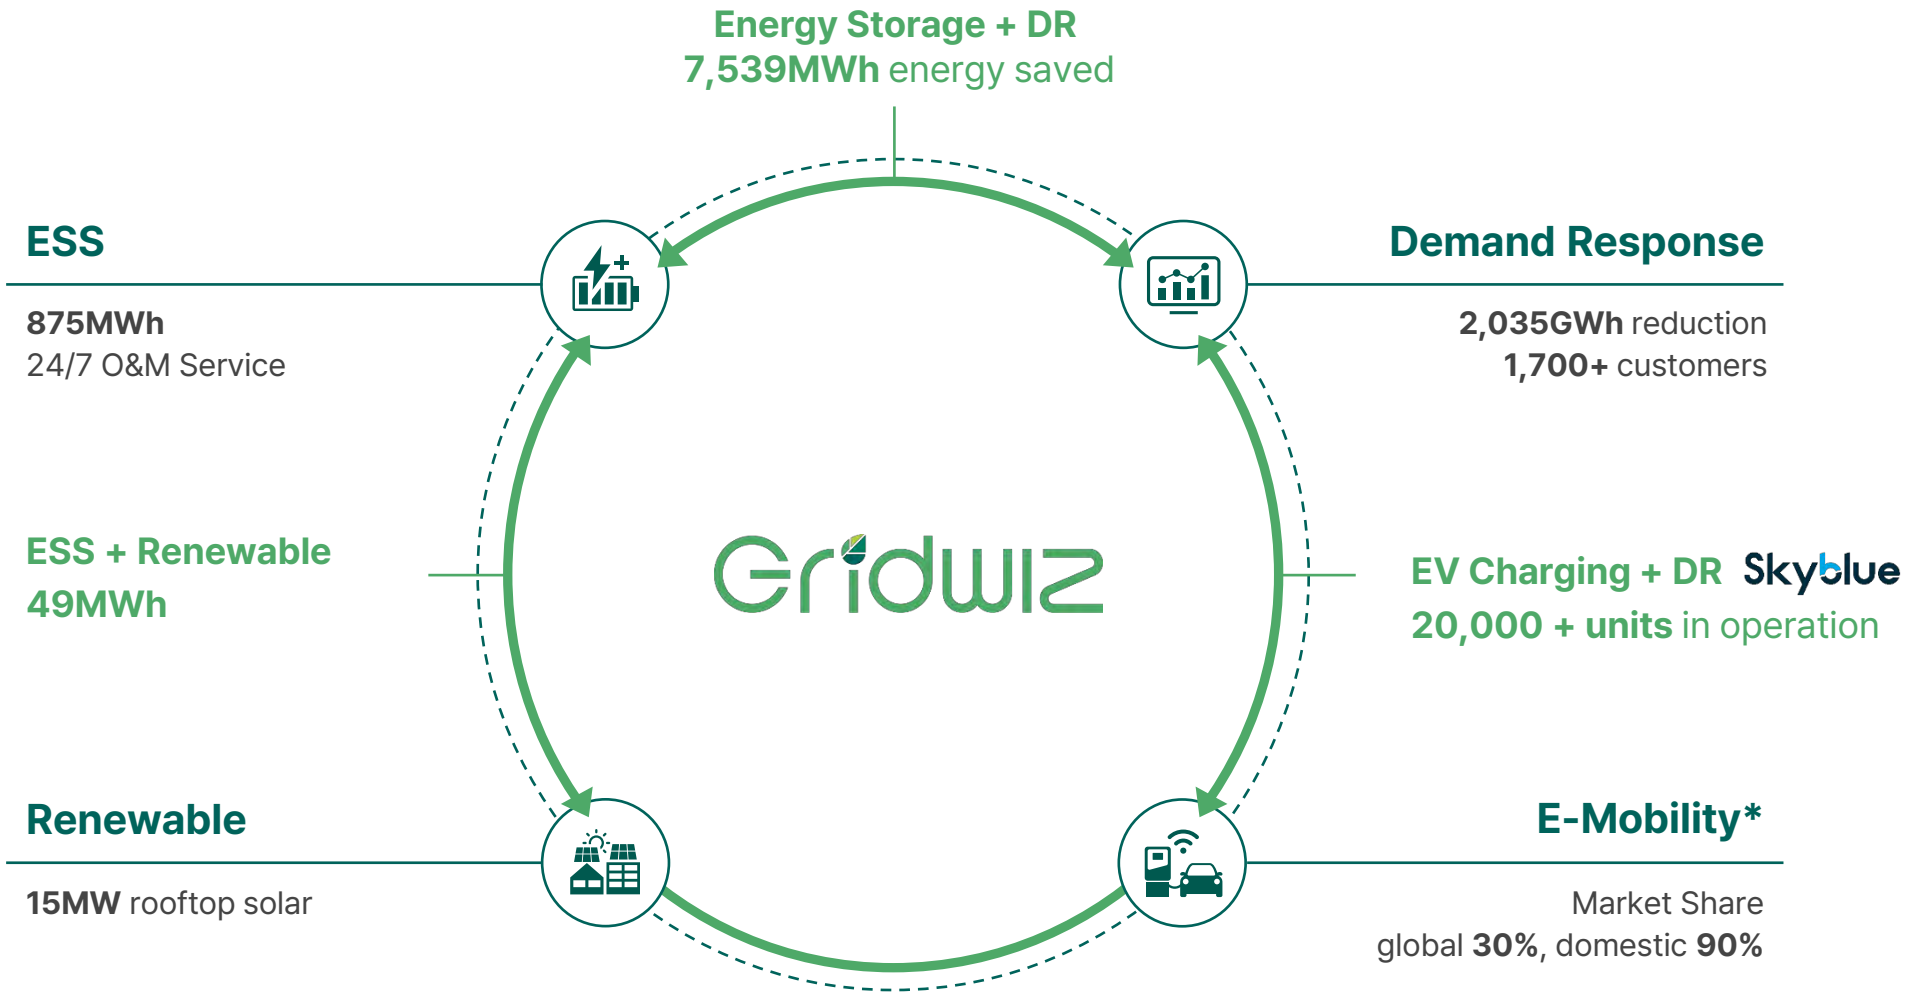 Energy Storage + DR
7,539MWh energy saved
ESS
875MWh
24/7 O&M Service
Demand Response
2,035GWh reduction
1,700+ customers
ESS + Renewable
49MWh
Gridwiz
EV Charging + DR Skyblue
20,000 + units in operation
Renewable
15MW rooftop solar
E-Mobility*
Market Share
global 30%, domestic 90%